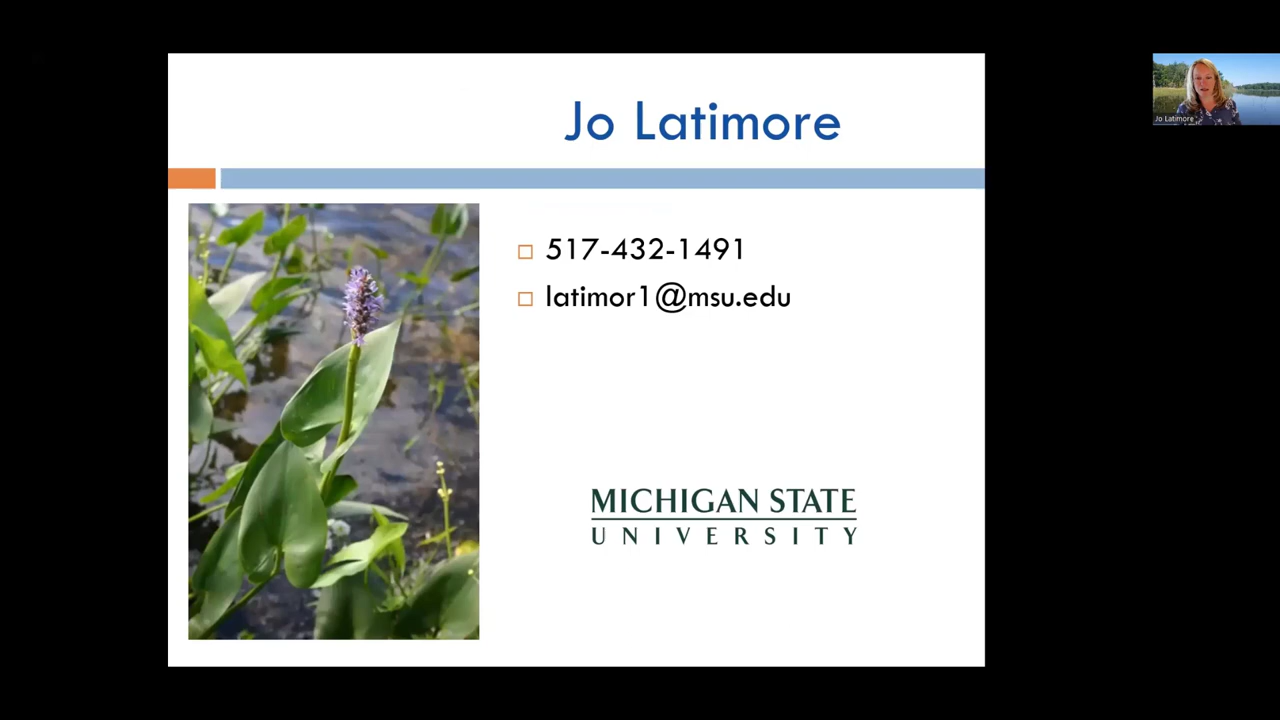 Jo Latimore
517-432-1491
latimor1@msu.edu
MICHIGAN STATE
UNIVERSITY
Jo Latimore